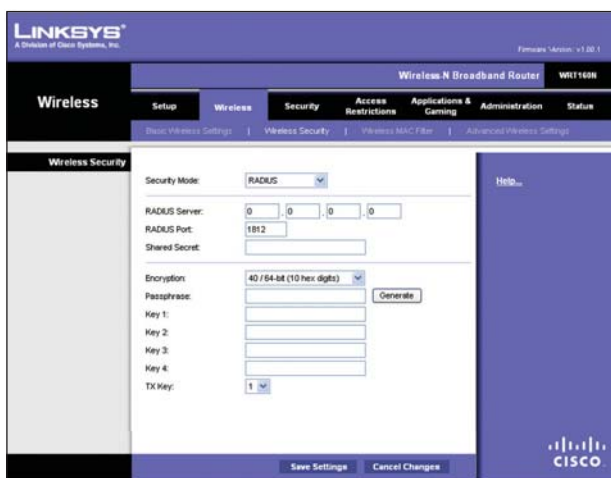 LINKSYS®
A Division of Cisco Systems, Inc.
Firmware Version: v1.00.1
Wireless-N Broadband Router WRT160N
Wireless
Setup Wireless Security Access Restrictions Applications & Gaming Administration Status
Basic Wireless Settings | Wireless Security | Wireless MAC Filter | Advanced Wireless Settings
Wireless Security
Help...
Security Mode: RADIUS
RADIUS Server: 0 . 0 . 0 . 0
RADIUS Port: 1812
Shared Secret:
Encryption: 40 / 64-bit (10 hex digits)
Passphrase: Generate
Key 1:
Key 2:
Key 3:
Key 4:
TX Key: 1
Save Settings Cancel Changes
CISCO.